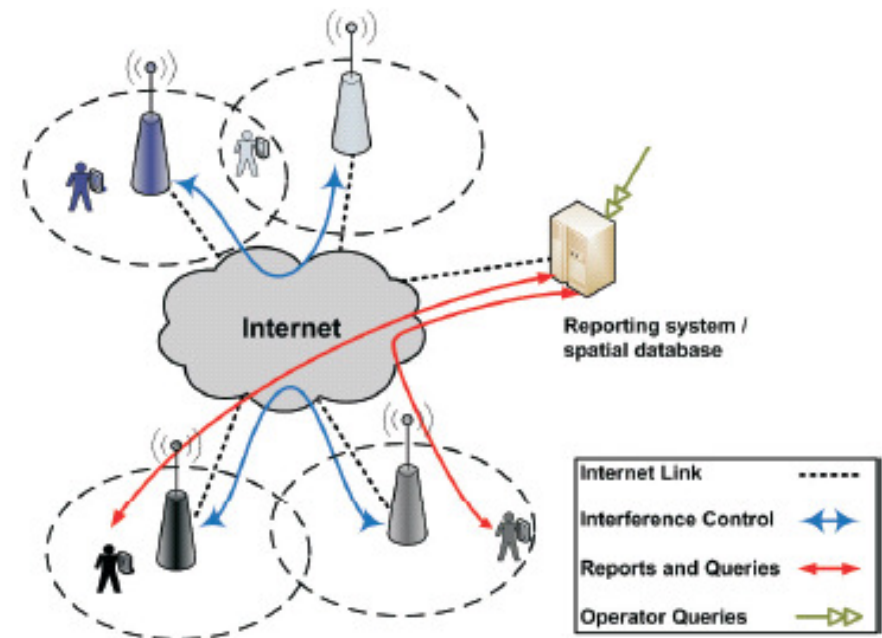 Internet
Reporting system /
spatial database
Internet Link
Interference Control
Reports and Queries
Operator Queries